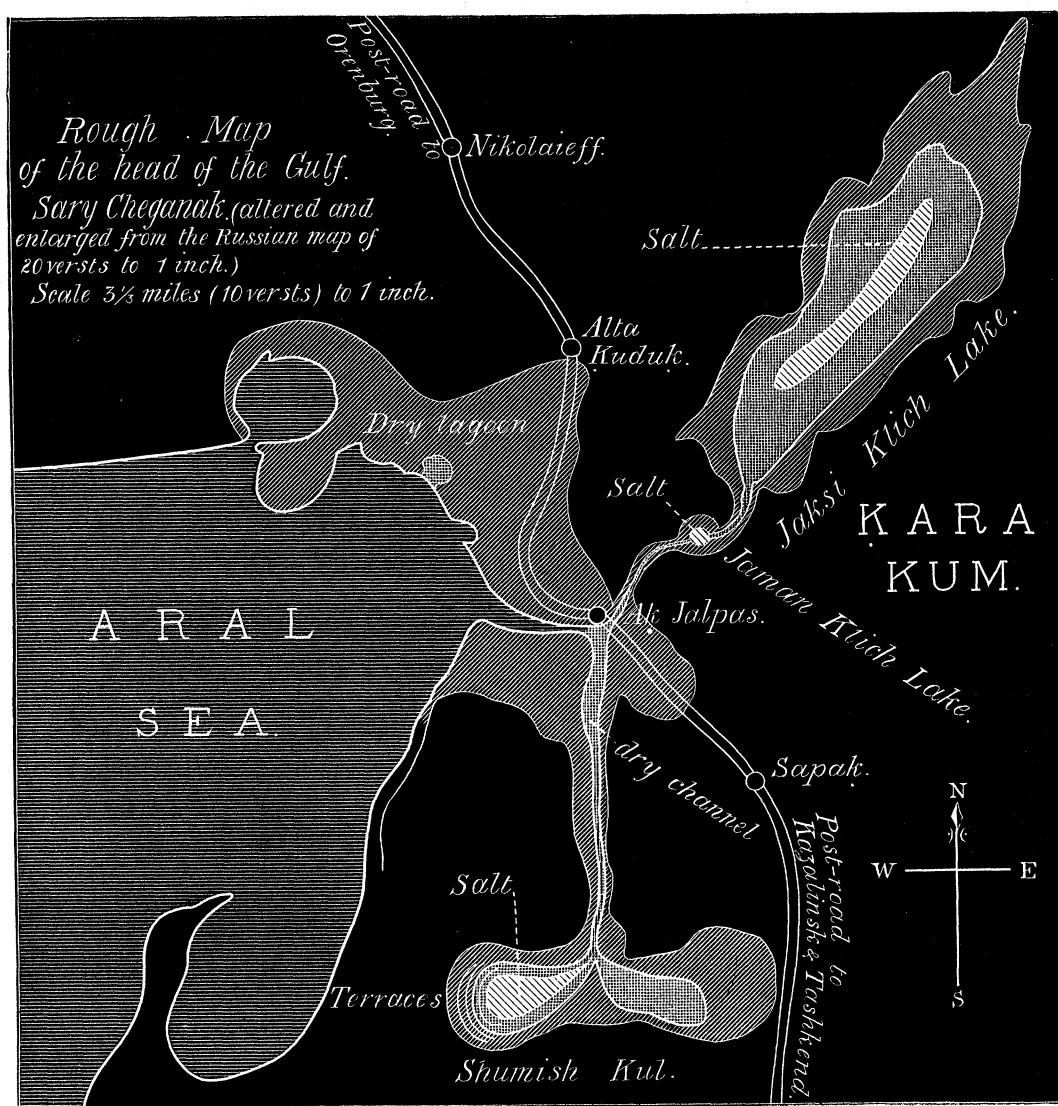 Rough Map
of the head of the Gulf.
Sary Cheganak. (altered and
enlarged from the Russian map of
20 versts to 1 inch.)
Scale 3⅓ miles (10 versts) to 1 inch.
Post-road to
Orenburg.
Nikolaieff.
Salt
Alta
Kuduk.
Dry lagoon
Jaksi Klich Lake.
Salt
KARA
KUM.
Jaman Klich Lake.
Ak Jalpas.
ARAL
SEA.
dry channel
Sapak.
N
W
E
S
Post-road to
Kazalinsk & Tashkend.
Salt
Terraces
Shumish Kul.